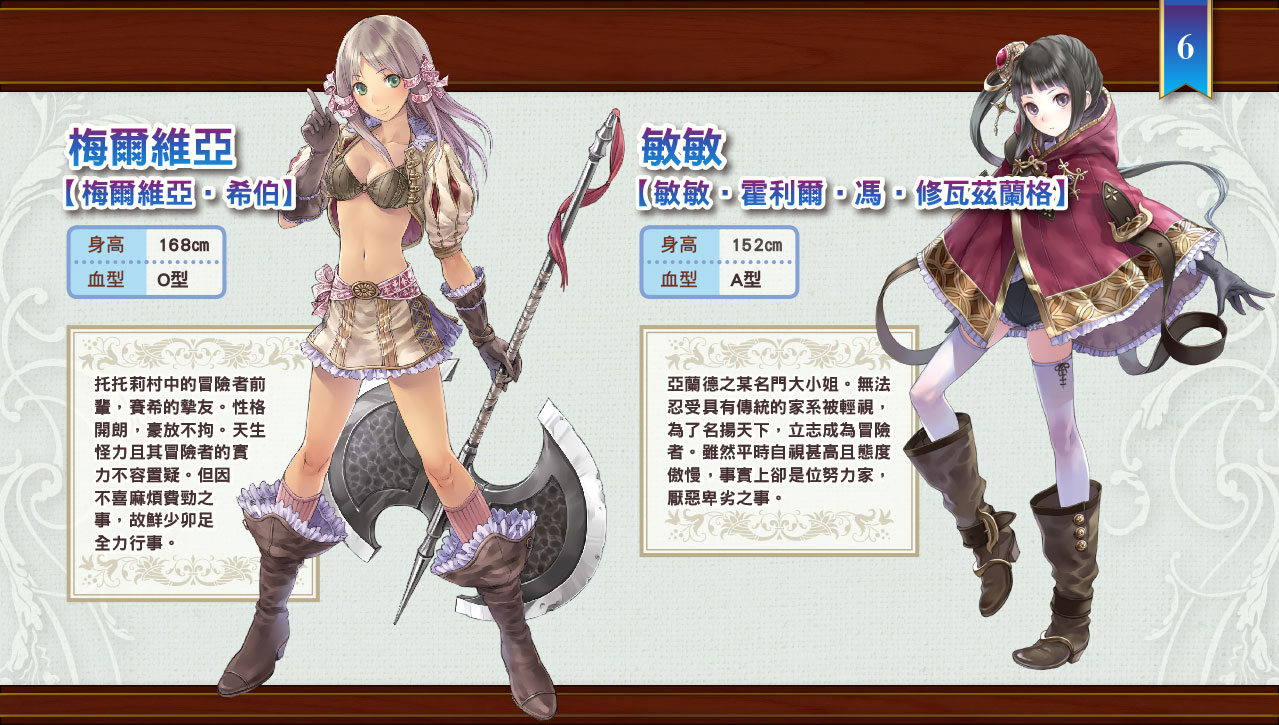 6
梅爾維亞
【梅爾維亞·希伯】
身高 168cm
血型 O型
托托莉村中的冒險者前
輩，賽希的摯友。性格
開朗，豪放不拘。天生
怪力且其冒險者的實
力不容置疑。但因
不喜麻煩費勁之
事，故鮮少卯足
全力行事。
敏敏
【敏敏·霍利爾·馮·修瓦茲蘭格】
身高 152cm
血型 A型
亞蘭德之某名門大小姐。無法
忍受具有傳統的家系被輕視，
為了名揚天下，立志成為冒險
者。雖然平時自視甚高且態度
傲慢，事實上卻是位努力家，
厭惡卑劣之事。